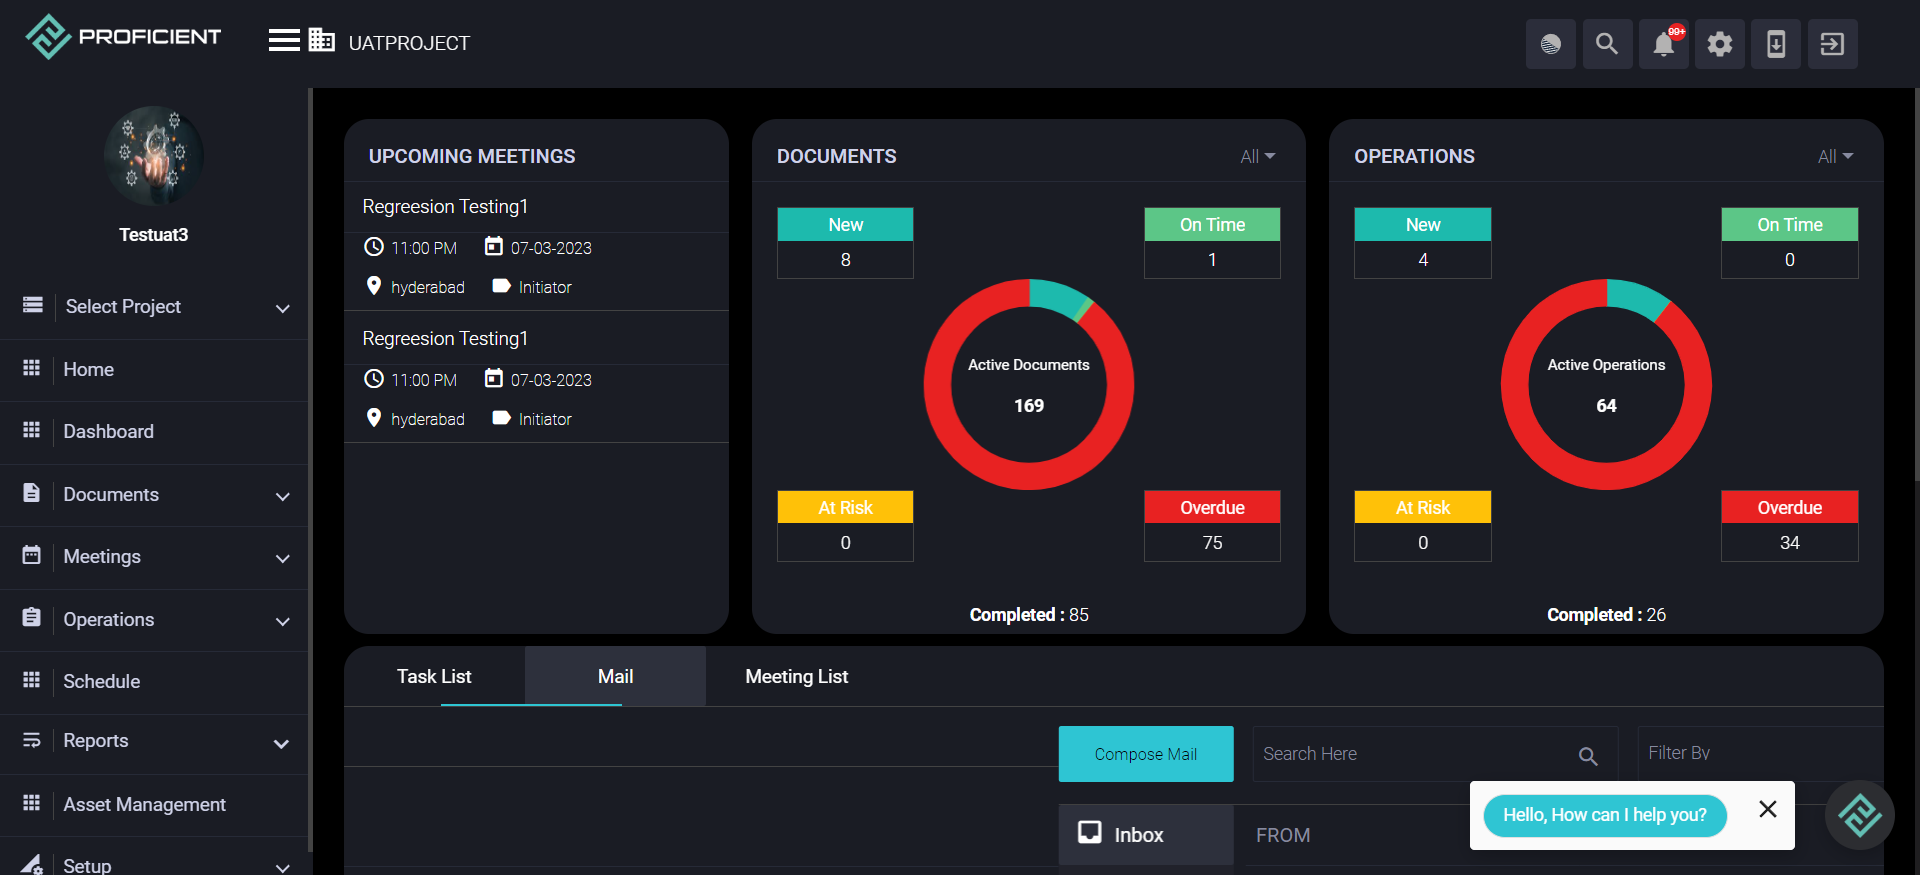 PROFICIENT
UATPROJECT
99+
Testuat3
Select Project
Home
Dashboard
Documents
Meetings
Operations
Schedule
Reports
Asset Management
Setup
UPCOMING MEETINGS
Regreesion Testing1
11:00 PM 07-03-2023
hyderabad Initiator
Regreesion Testing1
11:00 PM 07-03-2023
hyderabad Initiator
DOCUMENTS All
New
8
On Time
1
Active Documents
169
At Risk
0
Overdue
75
Completed : 85
OPERATIONS All
New
4
On Time
0
Active Operations
64
At Risk
0
Overdue
34
Completed : 26
Task List Mail Meeting List
Compose Mail Search Here Filter By
Inbox FROM
Hello, How can I help you?